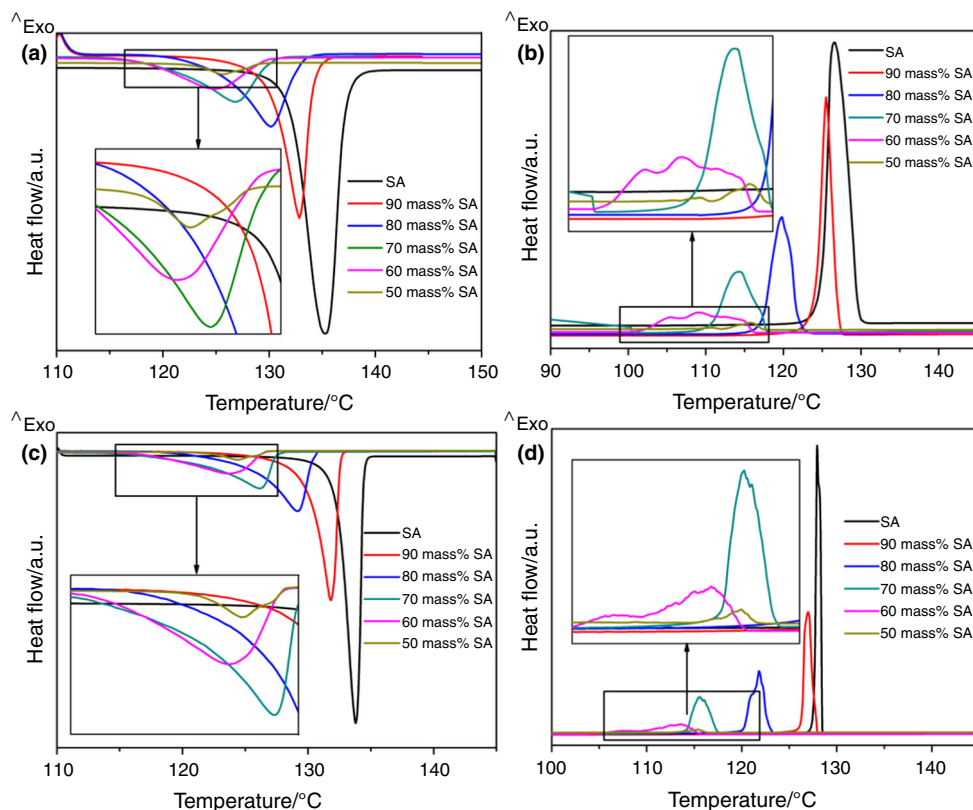 ^Exo
(a)
Heat flow/a.u.
SA
90 mass% SA
80 mass% SA
70 mass% SA
60 mass% SA
50 mass% SA
110 120 130 140 150
Temperature/°C
^Exo
(b)
Heat flow/a.u.
SA
90 mass% SA
80 mass% SA
70 mass% SA
60 mass% SA
50 mass% SA
90 100 110 120 130 140
Temperature/°C
^Exo
(c)
Heat flow/a.u.
SA
90 mass% SA
80 mass% SA
70 mass% SA
60 mass% SA
50 mass% SA
110 120 130 140
Temperature/°C
^Exo
(d)
Heat flow/a.u.
SA
90 mass% SA
80 mass% SA
70 mass% SA
60 mass% SA
50 mass% SA
100 110 120 130 140
Temperature/°C